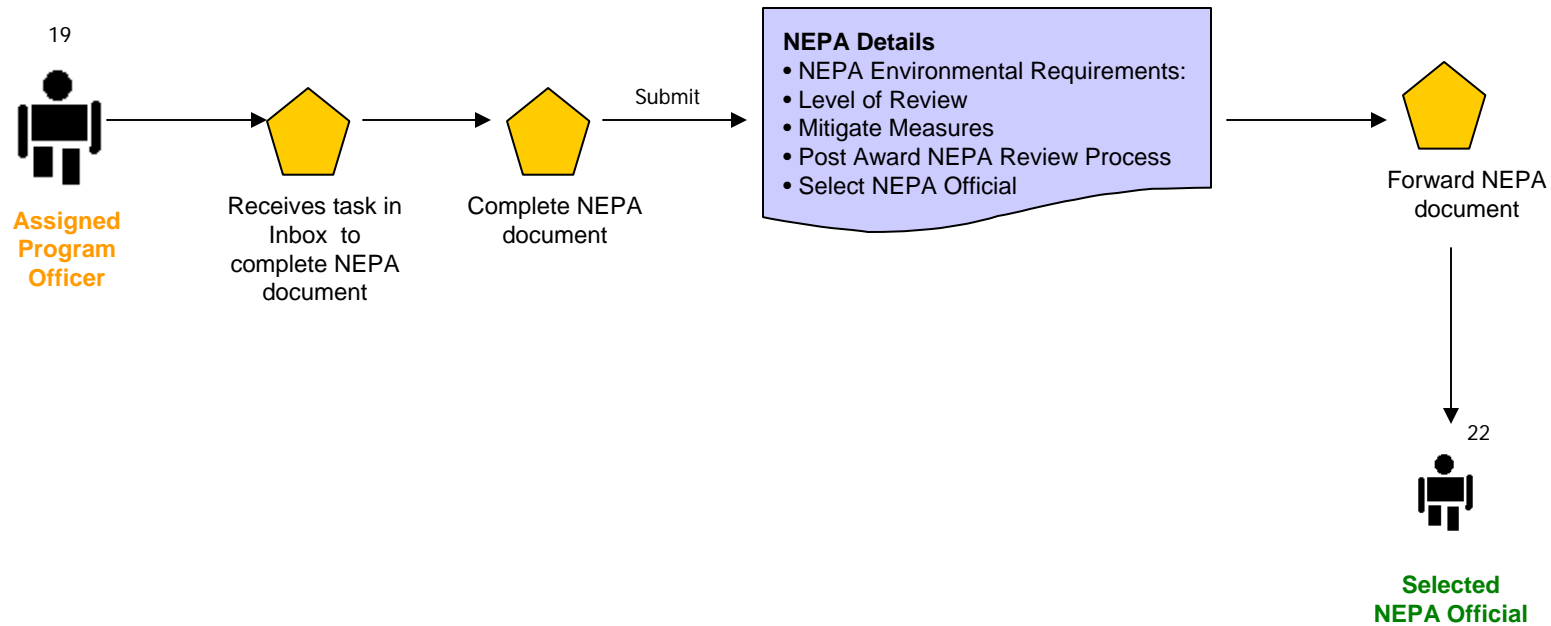 19
Assigned
Program
Officer
Receives task in
Inbox to
complete NEPA
document
Complete NEPA
document
Submit
NEPA Details
• NEPA Environmental Requirements:
• Level of Review
• Mitigate Measures
• Post Award NEPA Review Process
• Select NEPA Official
Forward NEPA
document
22
Selected
NEPA Official